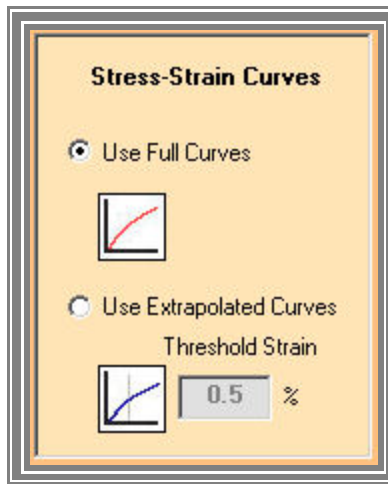 Stress-Strain Curves
Use Full Curves
Use Extrapolated Curves
Threshold Strain
0.5 %